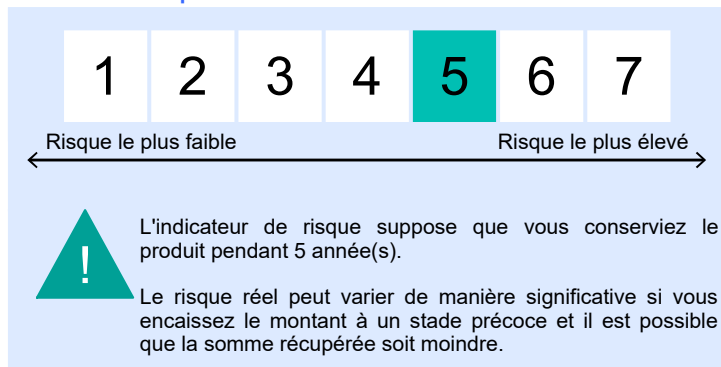 1 2 3 4 5 6 7
Risque le plus faible Risque le plus élevé
!
L'indicateur de risque suppose que vous conserviez le
produit pendant 5 année(s).
Le risque réel peut varier de manière significative si vous
encaissez le montant à un stade précoce et il est possible
que la somme récupérée soit moindre.